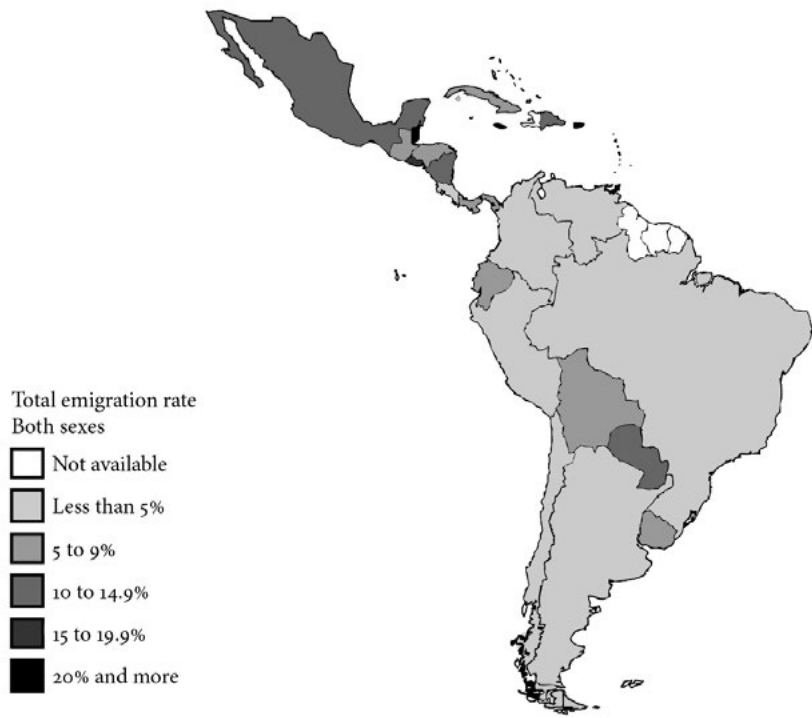 Total emigration rate
Both sexes
Not available
Less than 5%
5 to 9%
10 to 14.9%
15 to 19.9%
20% and more